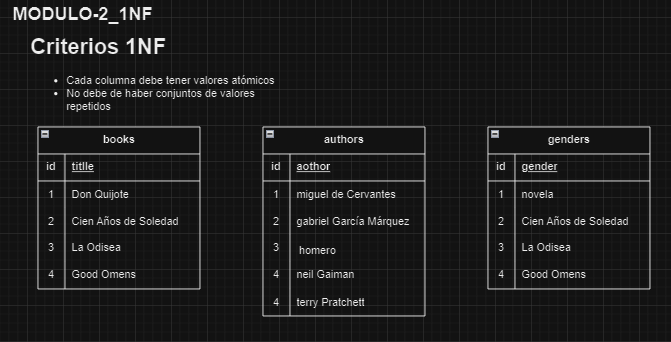 MODULO-2_1NF
Criterios 1NF
• Cada columna debe tener valores atómicos
• No debe de haber conjuntos de valores
repetidos
books
id titlle
1 Don Quijote
2 Cien Años de Soledad
3 La Odisea
4 Good Omens
authors
id aothor
1 miguel de Cervantes
2 gabriel García Márquez
3 homero
4 neil Gaiman
4 terry Pratchett
genders
id gender
1 novela
2 Cien Años de Soledad
3 La Odisea
4 Good Omens